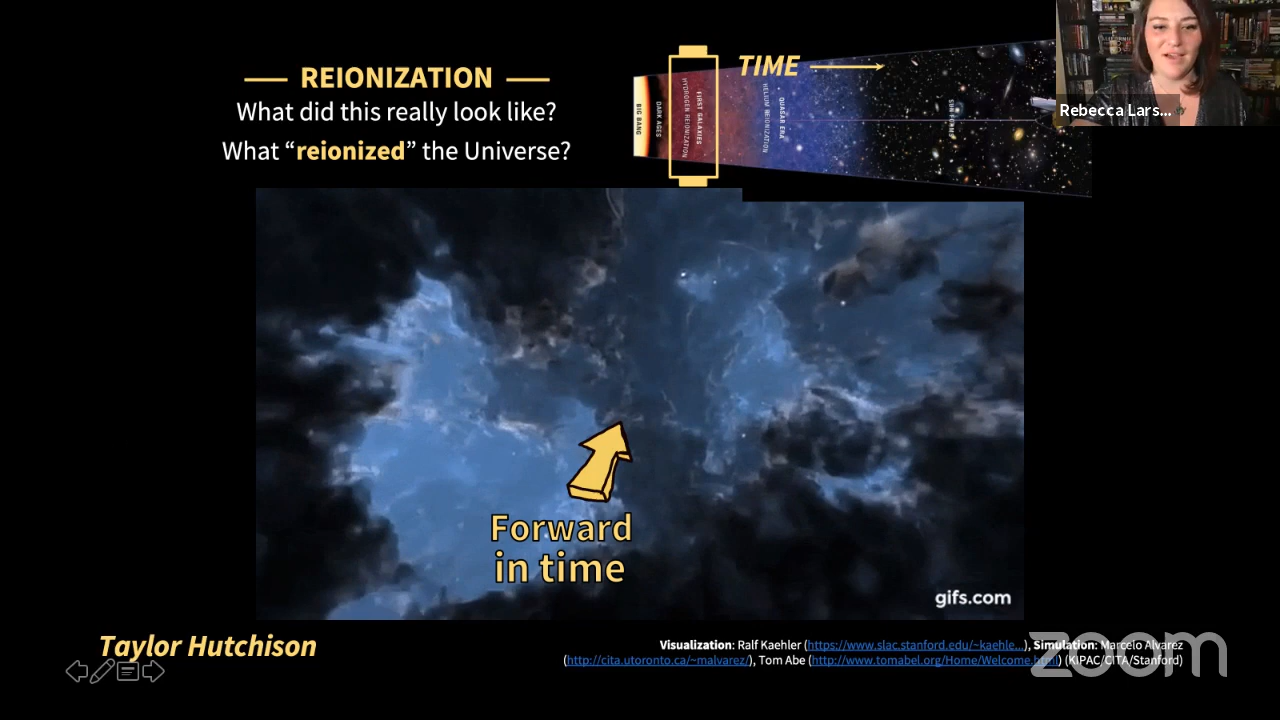 REIONIZATION
What did this really look like?
What “reionized” the Universe?
TIME
BIG BANG
DARK AGES
HYDROGEN REIONIZATION
FIRST GALAXIES
HELIUM REIONIZATION
QUASAR ERA
Rebecca Lars...
Forward
in time
gifs.com
Taylor Hutchison
Visualization: Ralf Kaehler (https://www.slac.stanford.edu/~kaehle...), Simulation: Marcelo Alvarez
(http://cita.utoronto.ca/~malvarez/), Tom Abe (http://www.tomabel.org/Home/Welcome.html) (KIPAC/CITA/Stanford)
zoom